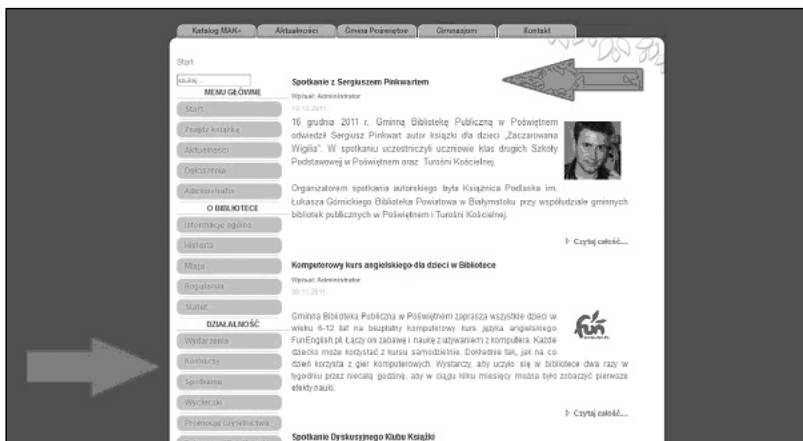 Katalog MAK+ Aktualności Gmina Poświętne Gimnazjum Kontakt
Start
szukaj...
MENU GŁÓWNE
Start
Znajdź książkę
Aktualności
Ogłoszenia
Administrator
O BIBLIOTECE
Informacje ogólne
Historia
Misja
Regulamin
Statut
DZIAŁALNOŚĆ
Wydarzenia
Konkursy
Spotkania
Wycieczki
Promocja czytelnictwa
Spotkanie z Sergiuszem Pinkwartem
Wpisał: Administrator
16 grudnia 2011 r. Gminną Bibliotekę Publiczną w Poświętnem
odwiedził Sergiusz Pinkwart autor książki dla dzieci „Zaczarowana
Wigilia”. W spotkaniu uczestniczyli uczniowie klas drugich Szkoły
Podstawowej w Poświętnem oraz Turośni Kościelnej.
Organizatorem spotkania autorskiego była Książnica Podlaska im.
Łukasza Górnickiego Biblioteka Powiatowa w Białymstoku przy współudziale gminnych
bibliotek publicznych w Poświętnem i Turośni Kościelnej.
Czytaj całość...
Komputerowy kurs angielskiego dla dzieci w Bibliotece
Wpisał: Administrator
30.11.2011.
Gminna Biblioteka Publiczna w Poświętnem zaprasza wszystkie dzieci w
wieku 6-12 lat na bezpłatny komputerowy kurs języka angielskiego
FunEnglish.pl. Łączy on zabawę i naukę z używaniem z komputera. Każde
dziecko może korzystać z kursu samodzielnie. Dokładnie tak, jak na co
dzień korzysta z gier komputerowych. Wystarczy, aby uczyło się w bibliotece dwa razy w
tygodniu przez niecałą godzinę, aby w ciągu kilku miesięcy można było zobaczyć pierwsze
efekty nauki.
fun
Czytaj całość...
Spotkanie Dyskusyjnego Klubu Książki